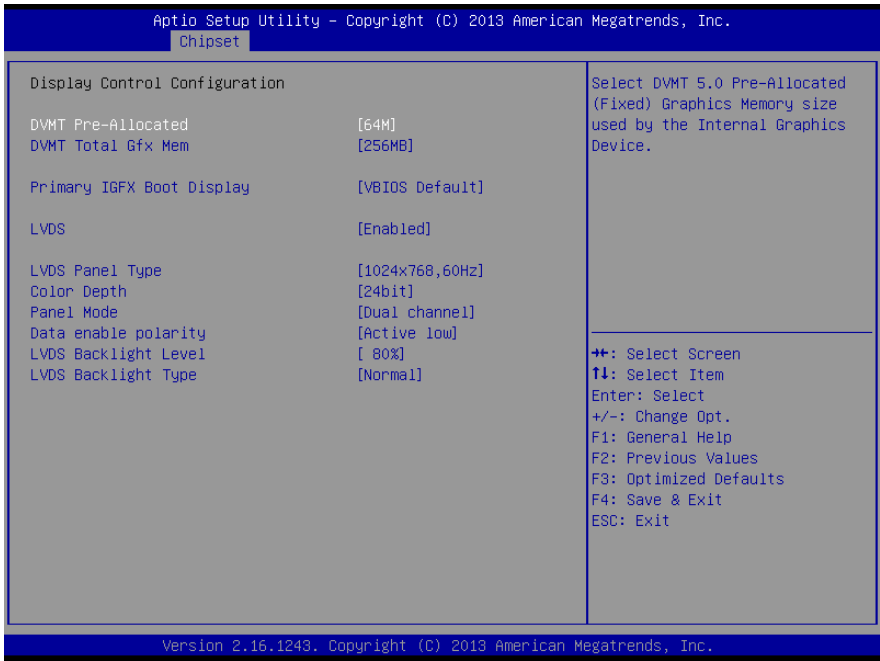 Aptio Setup Utility – Copyright (C) 2013 American Megatrends, Inc.
Chipset
Display Control Configuration
DVMT Pre-Allocated [64M]
DVMT Total Gfx Mem [256MB]
Primary IGFX Boot Display [VBIOS Default]
LVDS [Enabled]
LVDS Panel Type [1024x768,60Hz]
Color Depth [24bit]
Panel Mode [Dual channel]
Data enable polarity [Active low]
LVDS Backlight Level [ 80%]
LVDS Backlight Type [Normal]
Select DVMT 5.0 Pre-Allocated
(Fixed) Graphics Memory size
used by the Internal Graphics
Device.
→←: Select Screen
↑↓: Select Item
Enter: Select
+/-: Change Opt.
F1: General Help
F2: Previous Values
F3: Optimized Defaults
F4: Save & Exit
ESC: Exit
Version 2.16.1243. Copyright (C) 2013 American Megatrends, Inc.